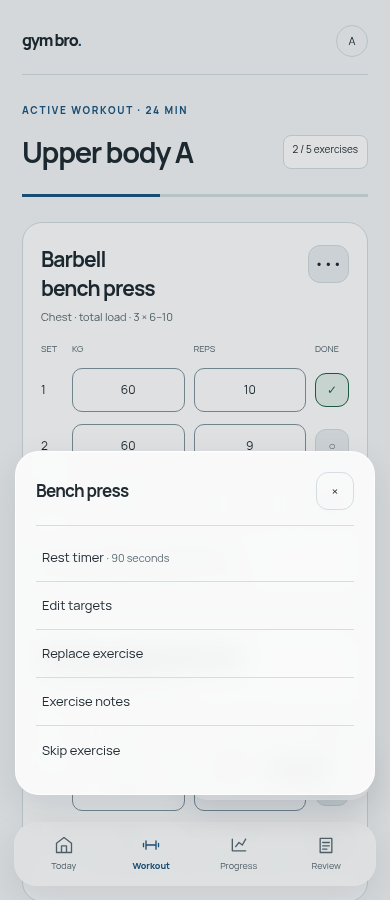 gym bro.
A
ACTIVE WORKOUT · 24 MIN
Upper body A
2 / 5 exercises
Barbell
bench press
• • •
Chest · total load · 3 × 6–10
SET KG REPS DONE
1 60 10 ✓
2 60 9 ○
Bench press
×
Rest timer · 90 seconds
Edit targets
Replace exercise
Exercise notes
Skip exercise
Today Workout Progress Review